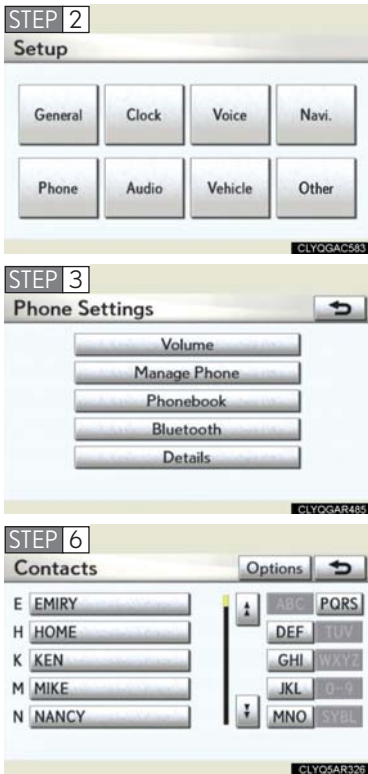 STEP 2
Setup
General Clock Voice Navi.
Phone Audio Vehicle Other
CLYQGAC583
STEP 3
Phone Settings
Volume
Manage Phone
Phonebook
Bluetooth
Details
CLYQGAR485
STEP 6
Contacts Options
E EMIRY ABC PQRS
H HOME DEF TUV
K KEN GHI WXYZ
M MIKE JKL 0-9
N NANCY MNO SYBL
CLYQ5AR326